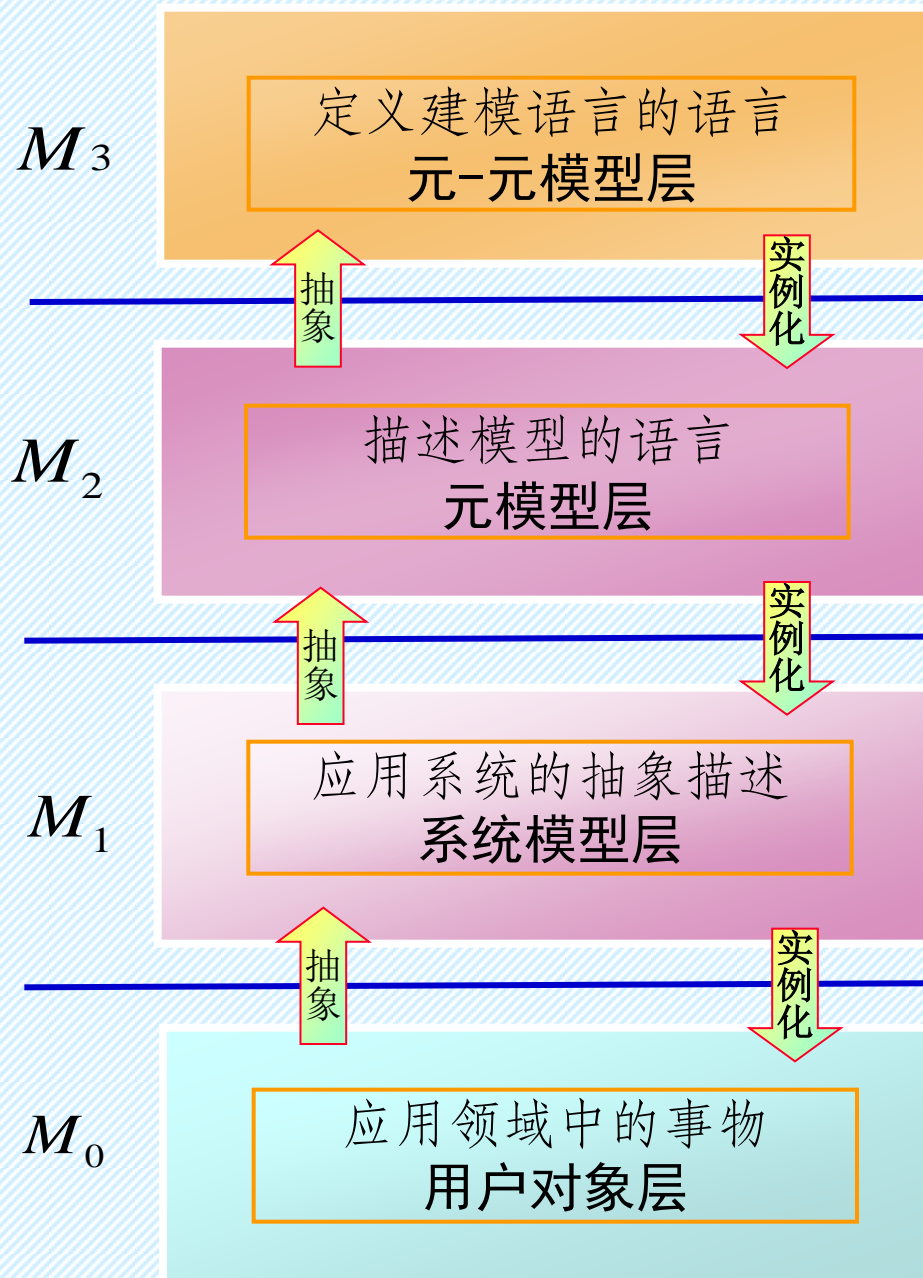 M3
定义建模语言的语言
元-元模型层
抽象
实例化
M2
描述模型的语言
元模型层
抽象
实例化
M1
应用系统的抽象描述
系统模型层
抽象
实例化
M0
应用领域中的事物
用户对象层